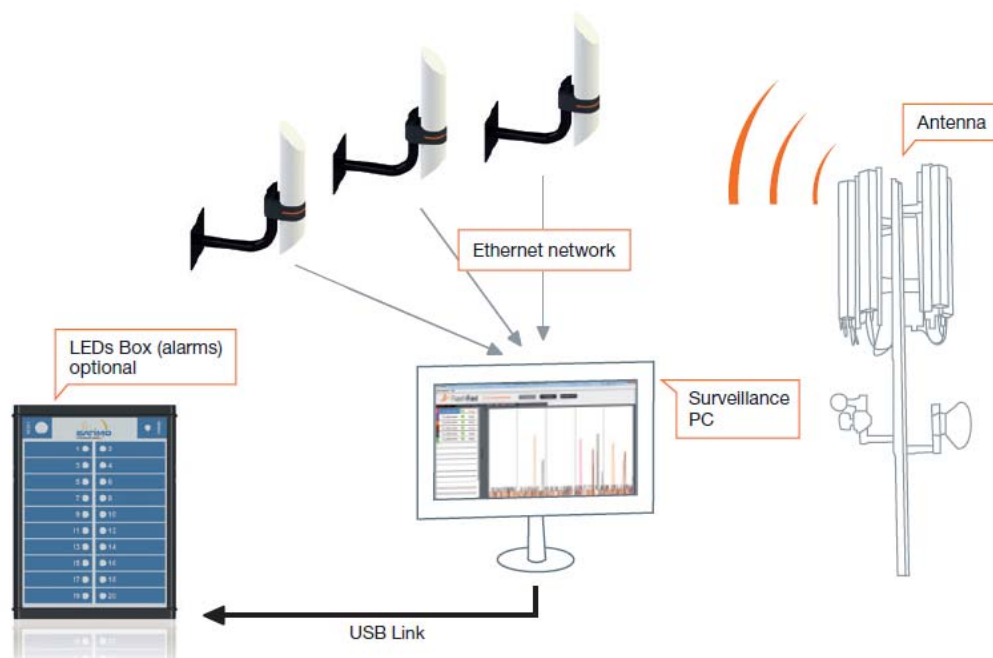 Antenna
Ethernet network
LEDs Box (alarms)
optional
Surveillance
PC
SATIMO
1 2
3 4
5 6
7 8
9 10
11 12
13 14
15 16
17 18
19 20
USB Link